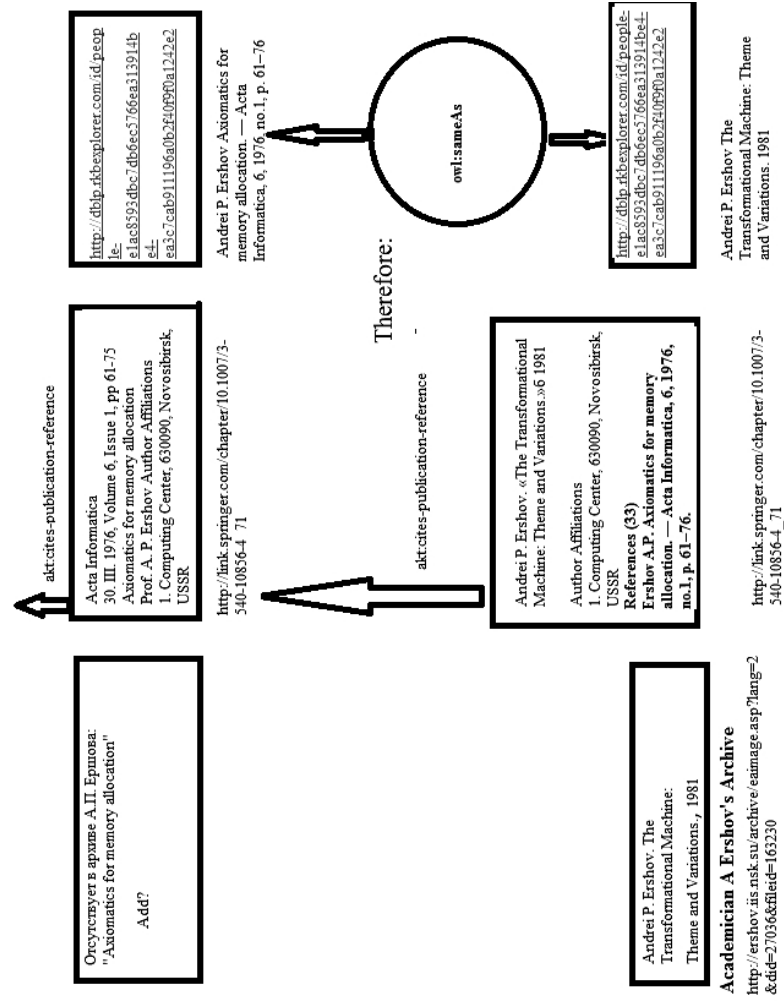 Отсутствует в архиве А.П. Ершова:
"Axiomatics for memory allocation"
Add?
Andrei P. Ershov. The
Transformational Machine:
Theme and Variations., 1981
Academician A Ershov's Archive
http://ershov.iis.nsk.su/archive/eaimage.asp?lang=2
&did=27036&fileid=163230
akt:cites-publication-reference
Acta Informatica
30. III. 1976, Volume 6, Issue 1, pp 61-75
Axiomatics for memory allocation
Prof. A. P. Ershov Author Affiliations
1. Computing Center, 630090, Novosibirsk,
USSR
http://link.springer.com/chapter/10.1007/3-
540-10856-4_71
akt:cites-publication-reference
Andrei P. Ershov. «The Transformational
Machine: Theme and Variations.»6 1981
Author Affiliations
1. Computing Center, 630090, Novosibirsk,
USSR
References (33)
Ershov A.P. Axiomatics for memory
allocation. — Acta Informatica, 6, 1976,
no.1, p. 61–76.
http://link.springer.com/chapter/10.1007/3-
540-10856-4_71
http://dblp.rkbexplorer.com/id/peop
le-
e1ac8593dbc7db6ec5766ea313914b
e4-
ea3c7cab911196a0b2f40f9f0a1242e2
Andrei P. Ershov Axiomatics for
memory allocation. — Acta
Informatica, 6, 1976, no.1, p. 61–76
Therefore:
-
owl:sameAs
http://dblp.rkbexplorer.com/id/people-
e1ac8593dbc7db6ec5766ea313914be4-
ea3c7cab911196a0b2f40f9f0a1242e2
Andrei P. Ershov The
Transformational Machine: Theme
and Variations. 1981